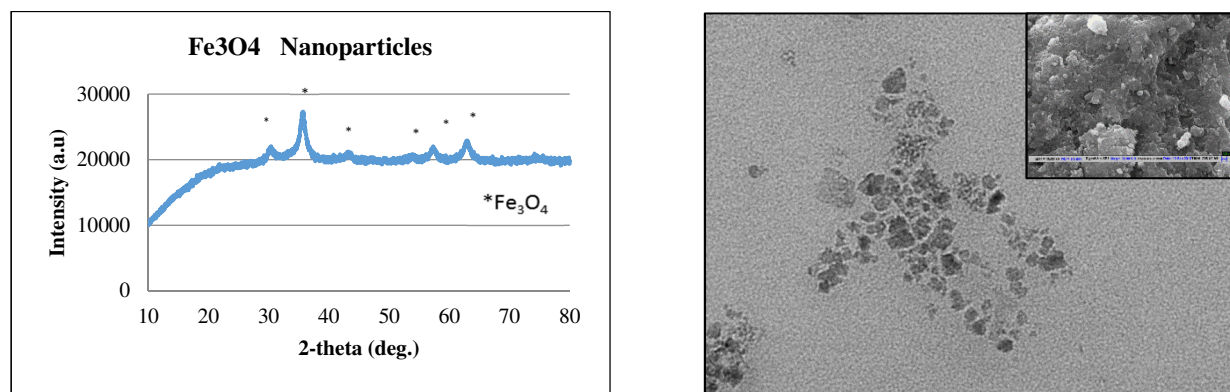 Fe3O4 Nanoparticles
Intensity (a.u)
30000
20000
10000
0
* * * * * *
*Fe₃O₄
10 20 30 40 50 60 70 80
2-theta (deg.)